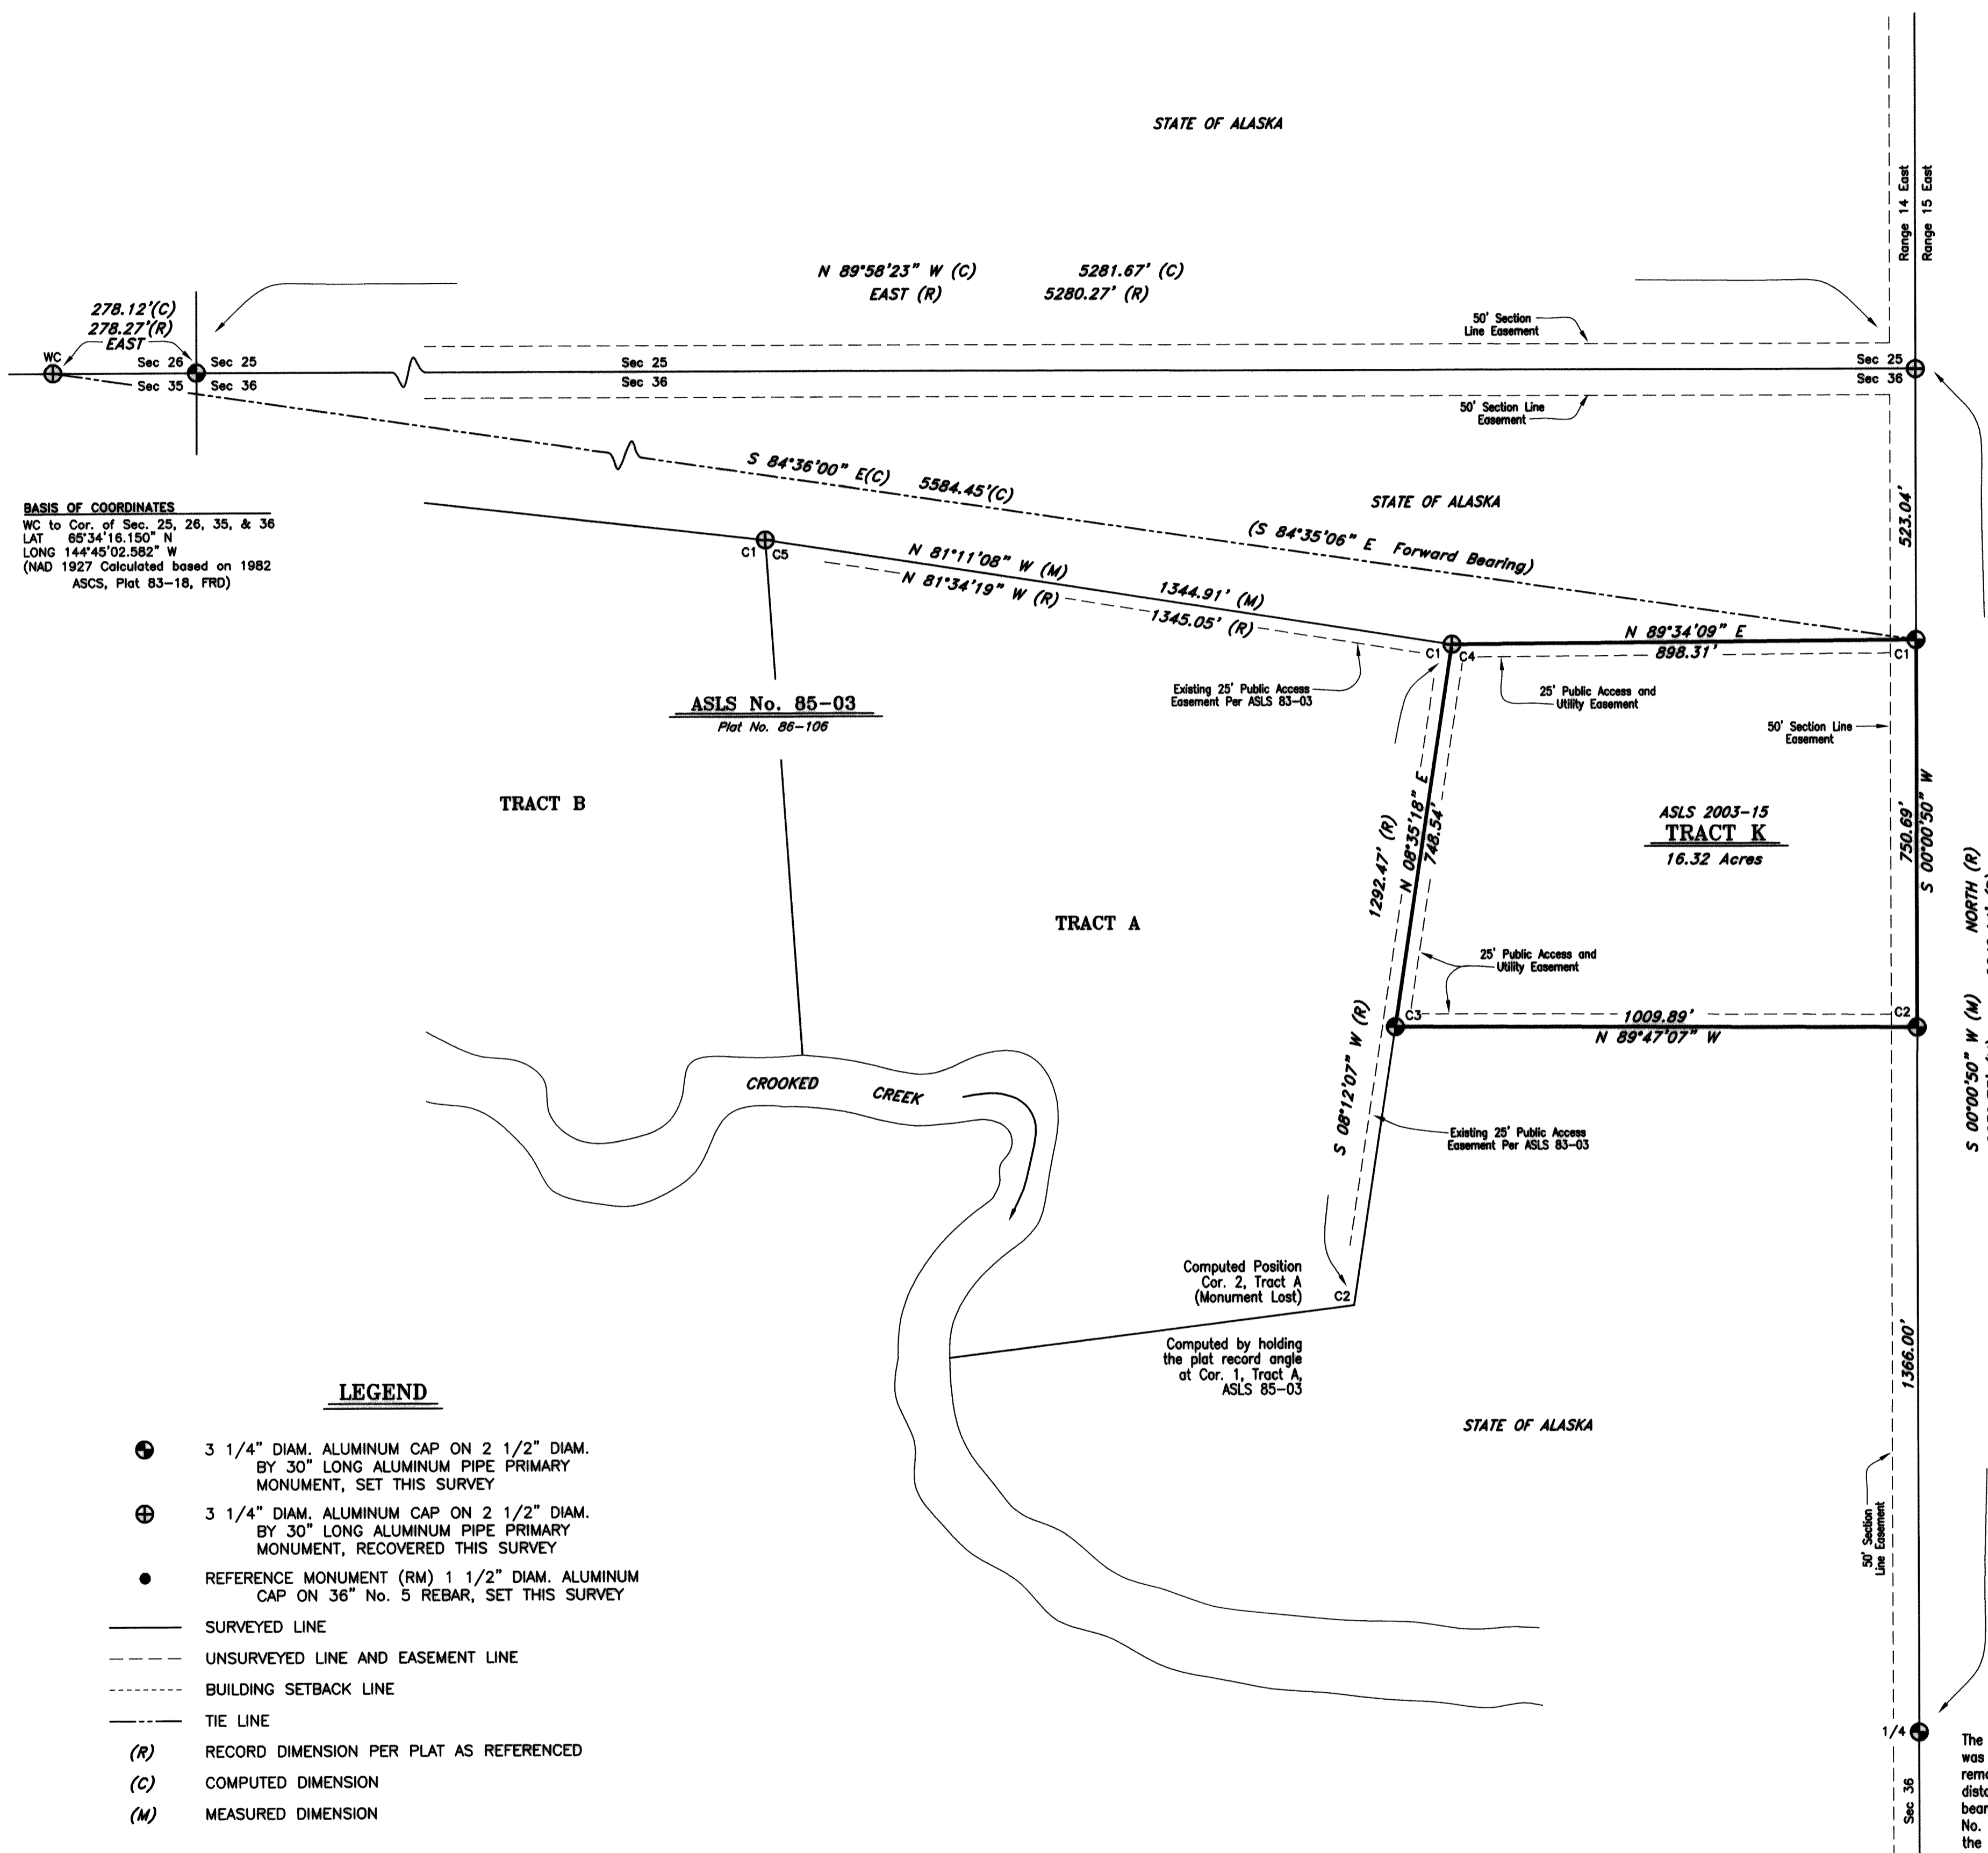 STATE OF ALASKA
Range 14 East
Range 15 East
N 89°58'23" W (C) 5281.67' (C)
EAST (R) 5280.27' (R)
278.12'(C)
278.27'(R)
EAST
WC
Sec 26
Sec 25
Sec 35
Sec 36
Sec 25
Sec 36
50' Section
Line Easement
Sec 25
Sec 36
50' Section Line
Easement
S 84°36'00" E(C) 5584.45'(C)
(S 84°35'06" E Forward Bearing)
STATE OF ALASKA
523.04'
BASIS OF COORDINATES
WC to Cor. of Sec. 25, 26, 35, & 36
LAT 65°34'16.150" N
LONG 144°45'02.582" W
(NAD 1927 Calculated based on 1982
ASCS, Plat 83-18, FRD)
C1
C5
N 81°11'08" W (M)
1344.91' (M)
N 81°34'19" W (R)
1345.05' (R)
N 89°34'09" E
898.31'
C1
C4
C1
Existing 25' Public Access
Easement Per ASLS 83-03
25' Public Access and
Utility Easement
50' Section Line
Easement
ASLS No. 85-03
Plat No. 86-106
TRACT B
TRACT A
ASLS 2003-15
TRACT K
16.32 Acres
750.69'
S 00°00'50" W
1292.47' (R)
N 08°35'18" E
748.54'
S 08°12'07" W (R)
25' Public Access and
Utility Easement
C3
C2
1009.89'
N 89°47'07" W
NORTH (R)
S 00°00'50" W (M)
CROOKED CREEK
Existing 25' Public Access
Easement Per ASLS 83-03
Computed Position
Cor. 2, Tract A
(Monument Lost)
C2
Computed by holding
the plat record angle
at Cor. 1, Tract A,
ASLS 85-03
1366.00'
STATE OF ALASKA
50' Section
Line Easement
1/4
Sec 36
The
was
No.
the
LEGEND
3 1/4" DIAM. ALUMINUM CAP ON 2 1/2" DIAM.
BY 30" LONG ALUMINUM PIPE PRIMARY
MONUMENT, SET THIS SURVEY
3 1/4" DIAM. ALUMINUM CAP ON 2 1/2" DIAM.
BY 30" LONG ALUMINUM PIPE PRIMARY
MONUMENT, RECOVERED THIS SURVEY
REFERENCE MONUMENT (RM) 1 1/2" DIAM. ALUMINUM
CAP ON 36" No. 5 REBAR, SET THIS SURVEY
SURVEYED LINE
UNSURVEYED LINE AND EASEMENT LINE
BUILDING SETBACK LINE
TIE LINE
(R) RECORD DIMENSION PER PLAT AS REFERENCED
(C) COMPUTED DIMENSION
(M) MEASURED DIMENSION